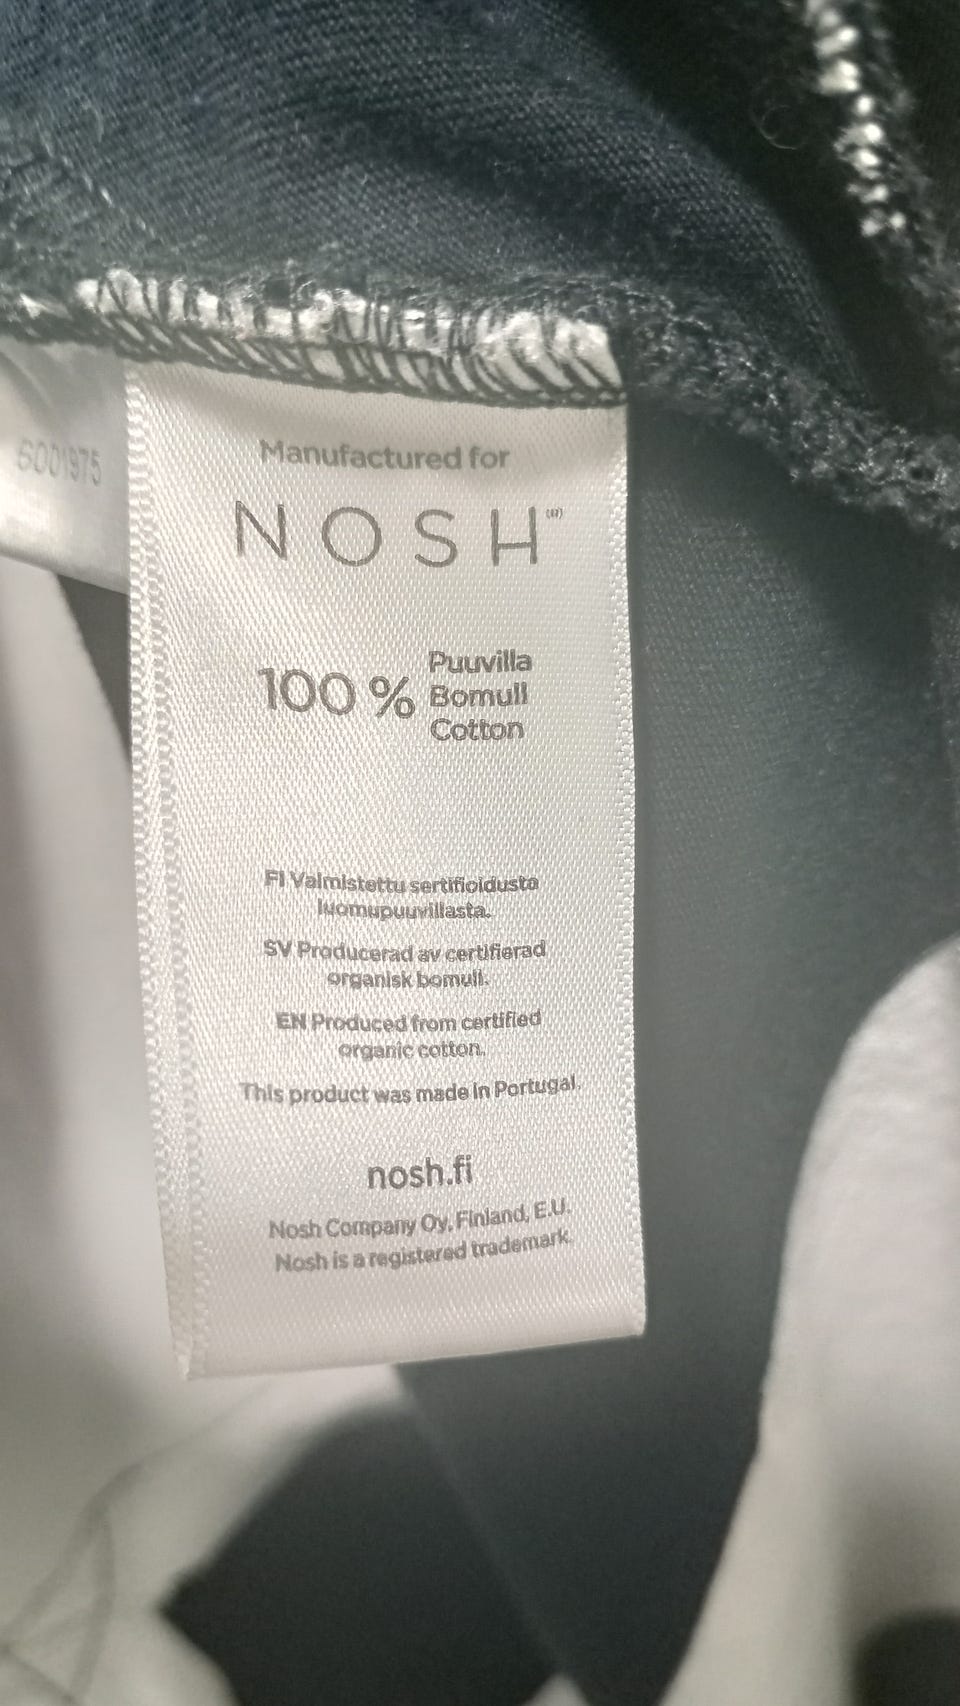 6001975
Manufactured for
NOSH(R)
100 % Puuvilla
Bomull
Cotton
FI Valmistettu sertifioidusta
luomupuuvillasta.
SV Producerad av certifierad
organisk bomull.
EN Produced from certified
organic cotton.
This product was made in Portugal.
nosh.fi
Nosh Company Oy, Finland, E.U.
Nosh is a registered trademark.